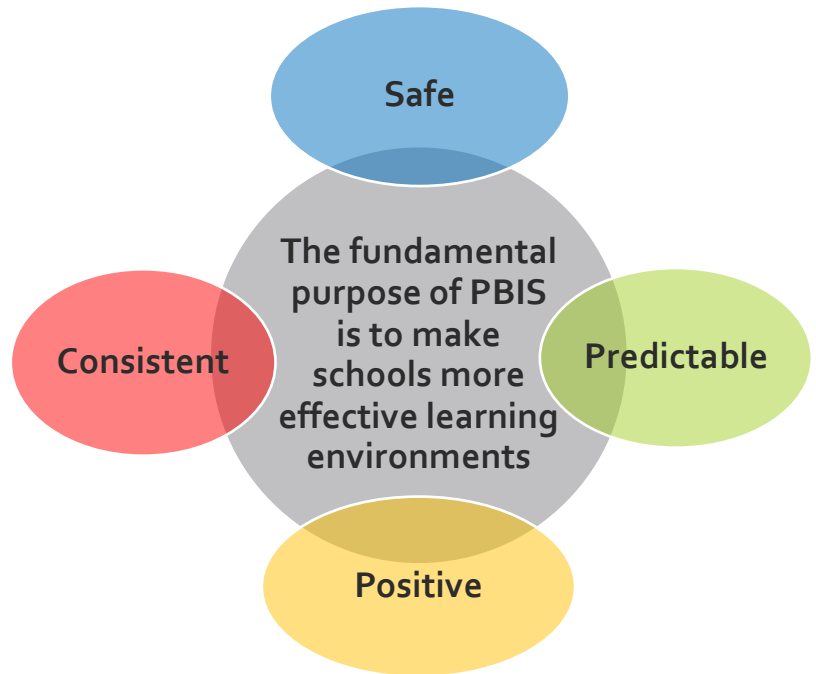 Safe
The fundamental
purpose of PBIS
is to make
schools more
effective learning
environments
Consistent
Predictable
Positive